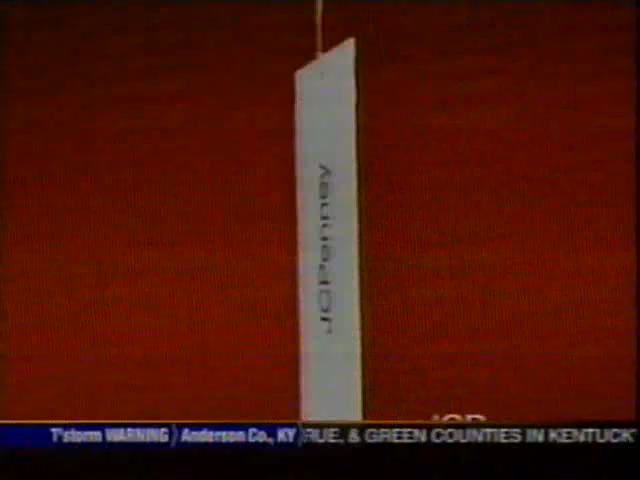 JCPenney
T'storm WARNING) Anderson Co., KY) RUE, & GREEN COUNTIES IN KENTUCK